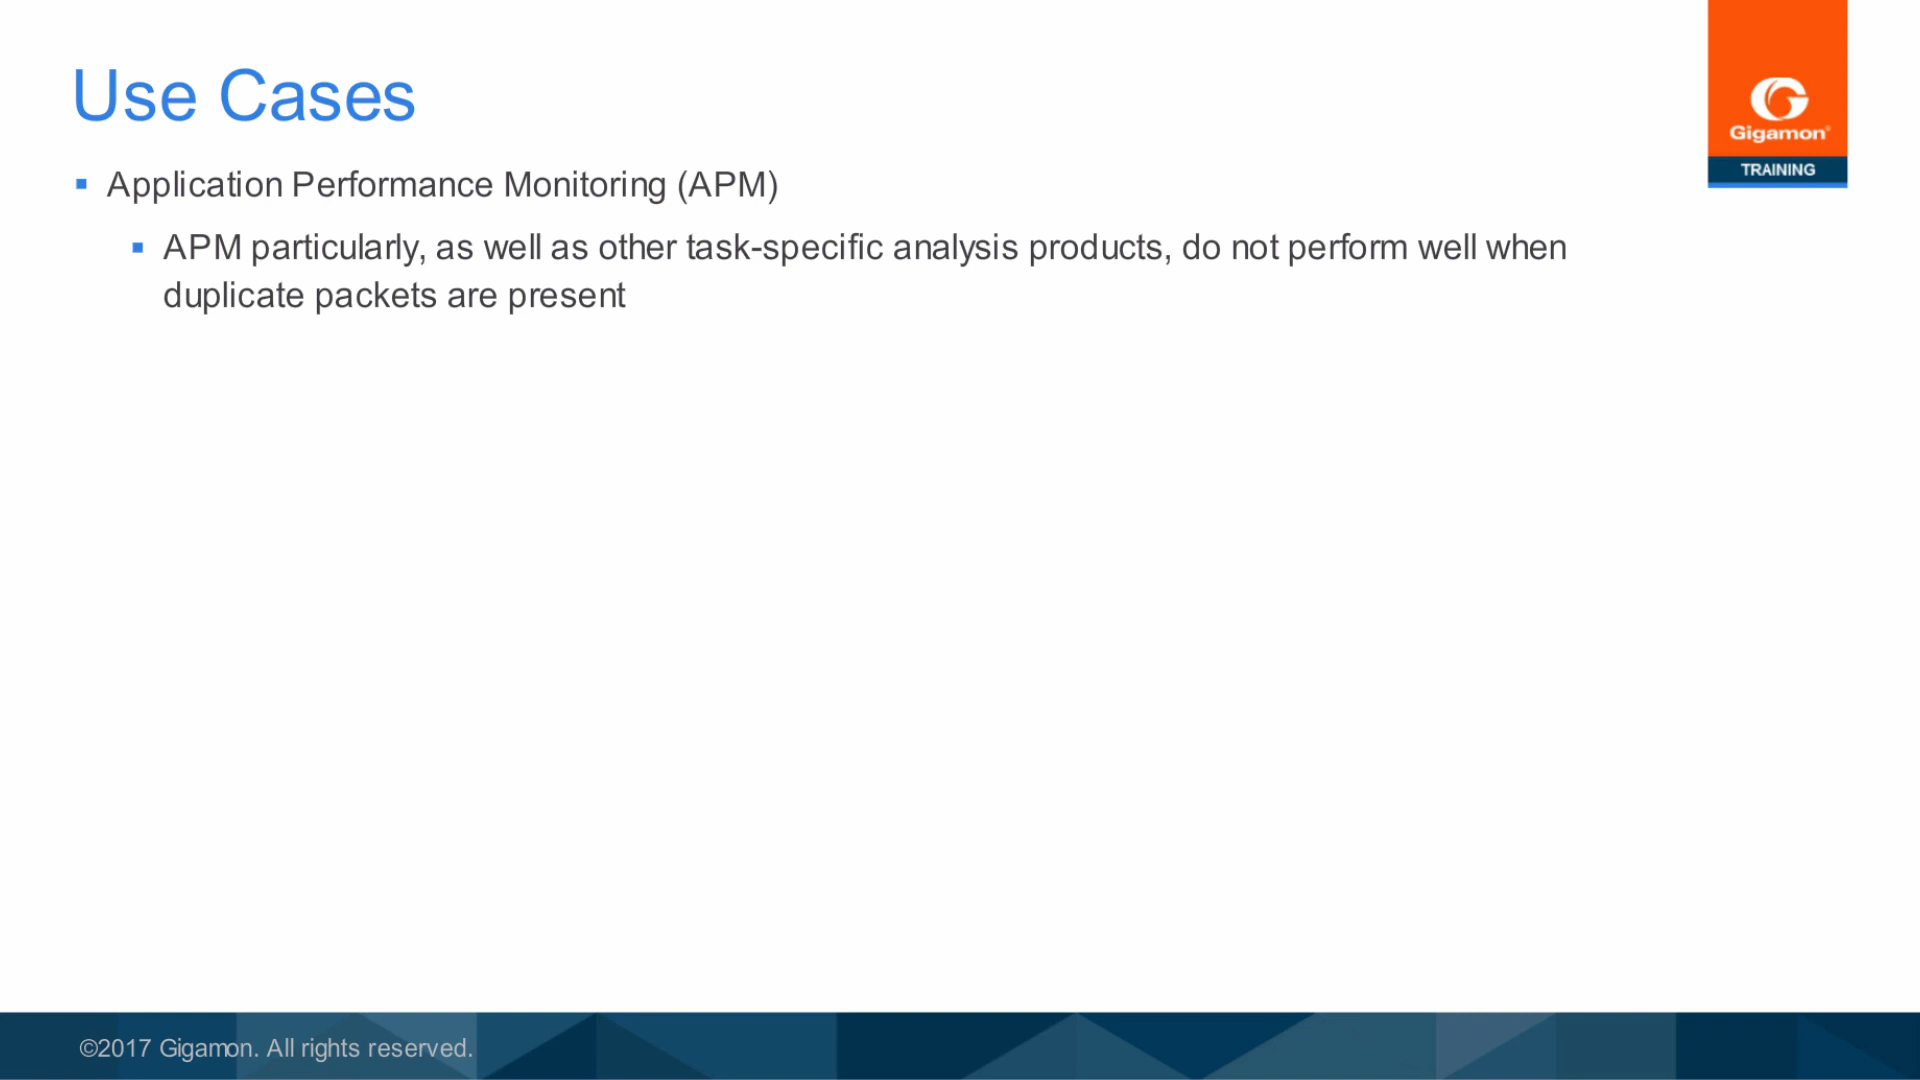 Use Cases
Gigamon®
TRAINING
▪ Application Performance Monitoring (APM)
▪ APM particularly, as well as other task-specific analysis products, do not perform well when
duplicate packets are present
©2017 Gigamon. All rights reserved.